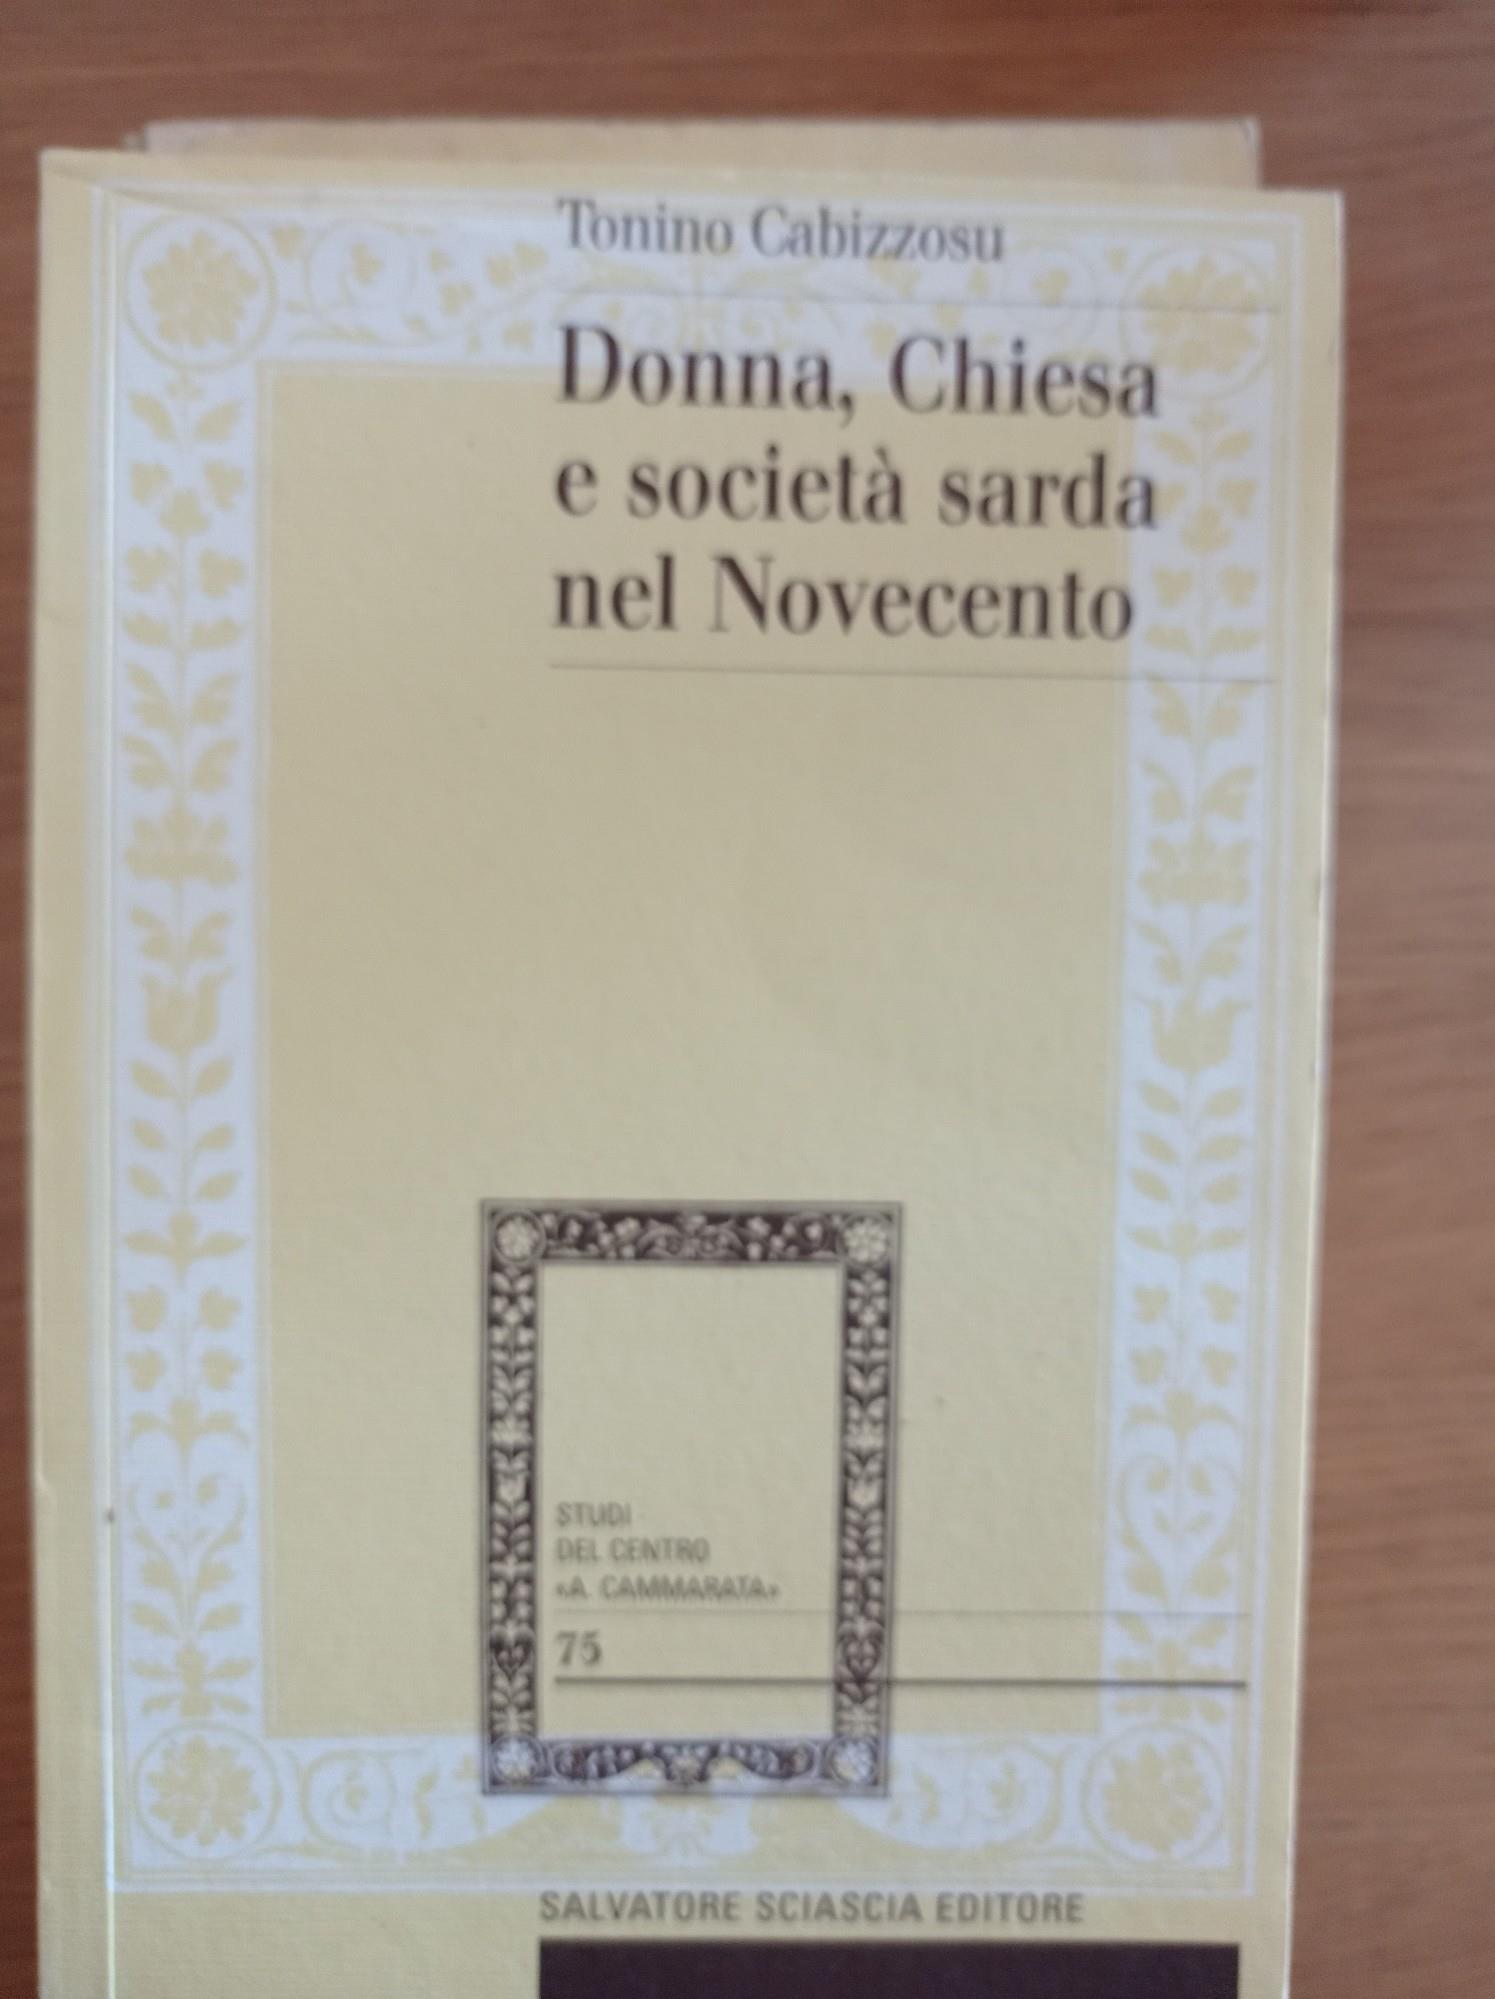 Tonino Cabizzosu
Donna, Chiesa
e società sarda
nel Novecento
STUDI
DEL CENTRO
«A. CAMMARATA»
75
SALVATORE SCIASCIA EDITORE